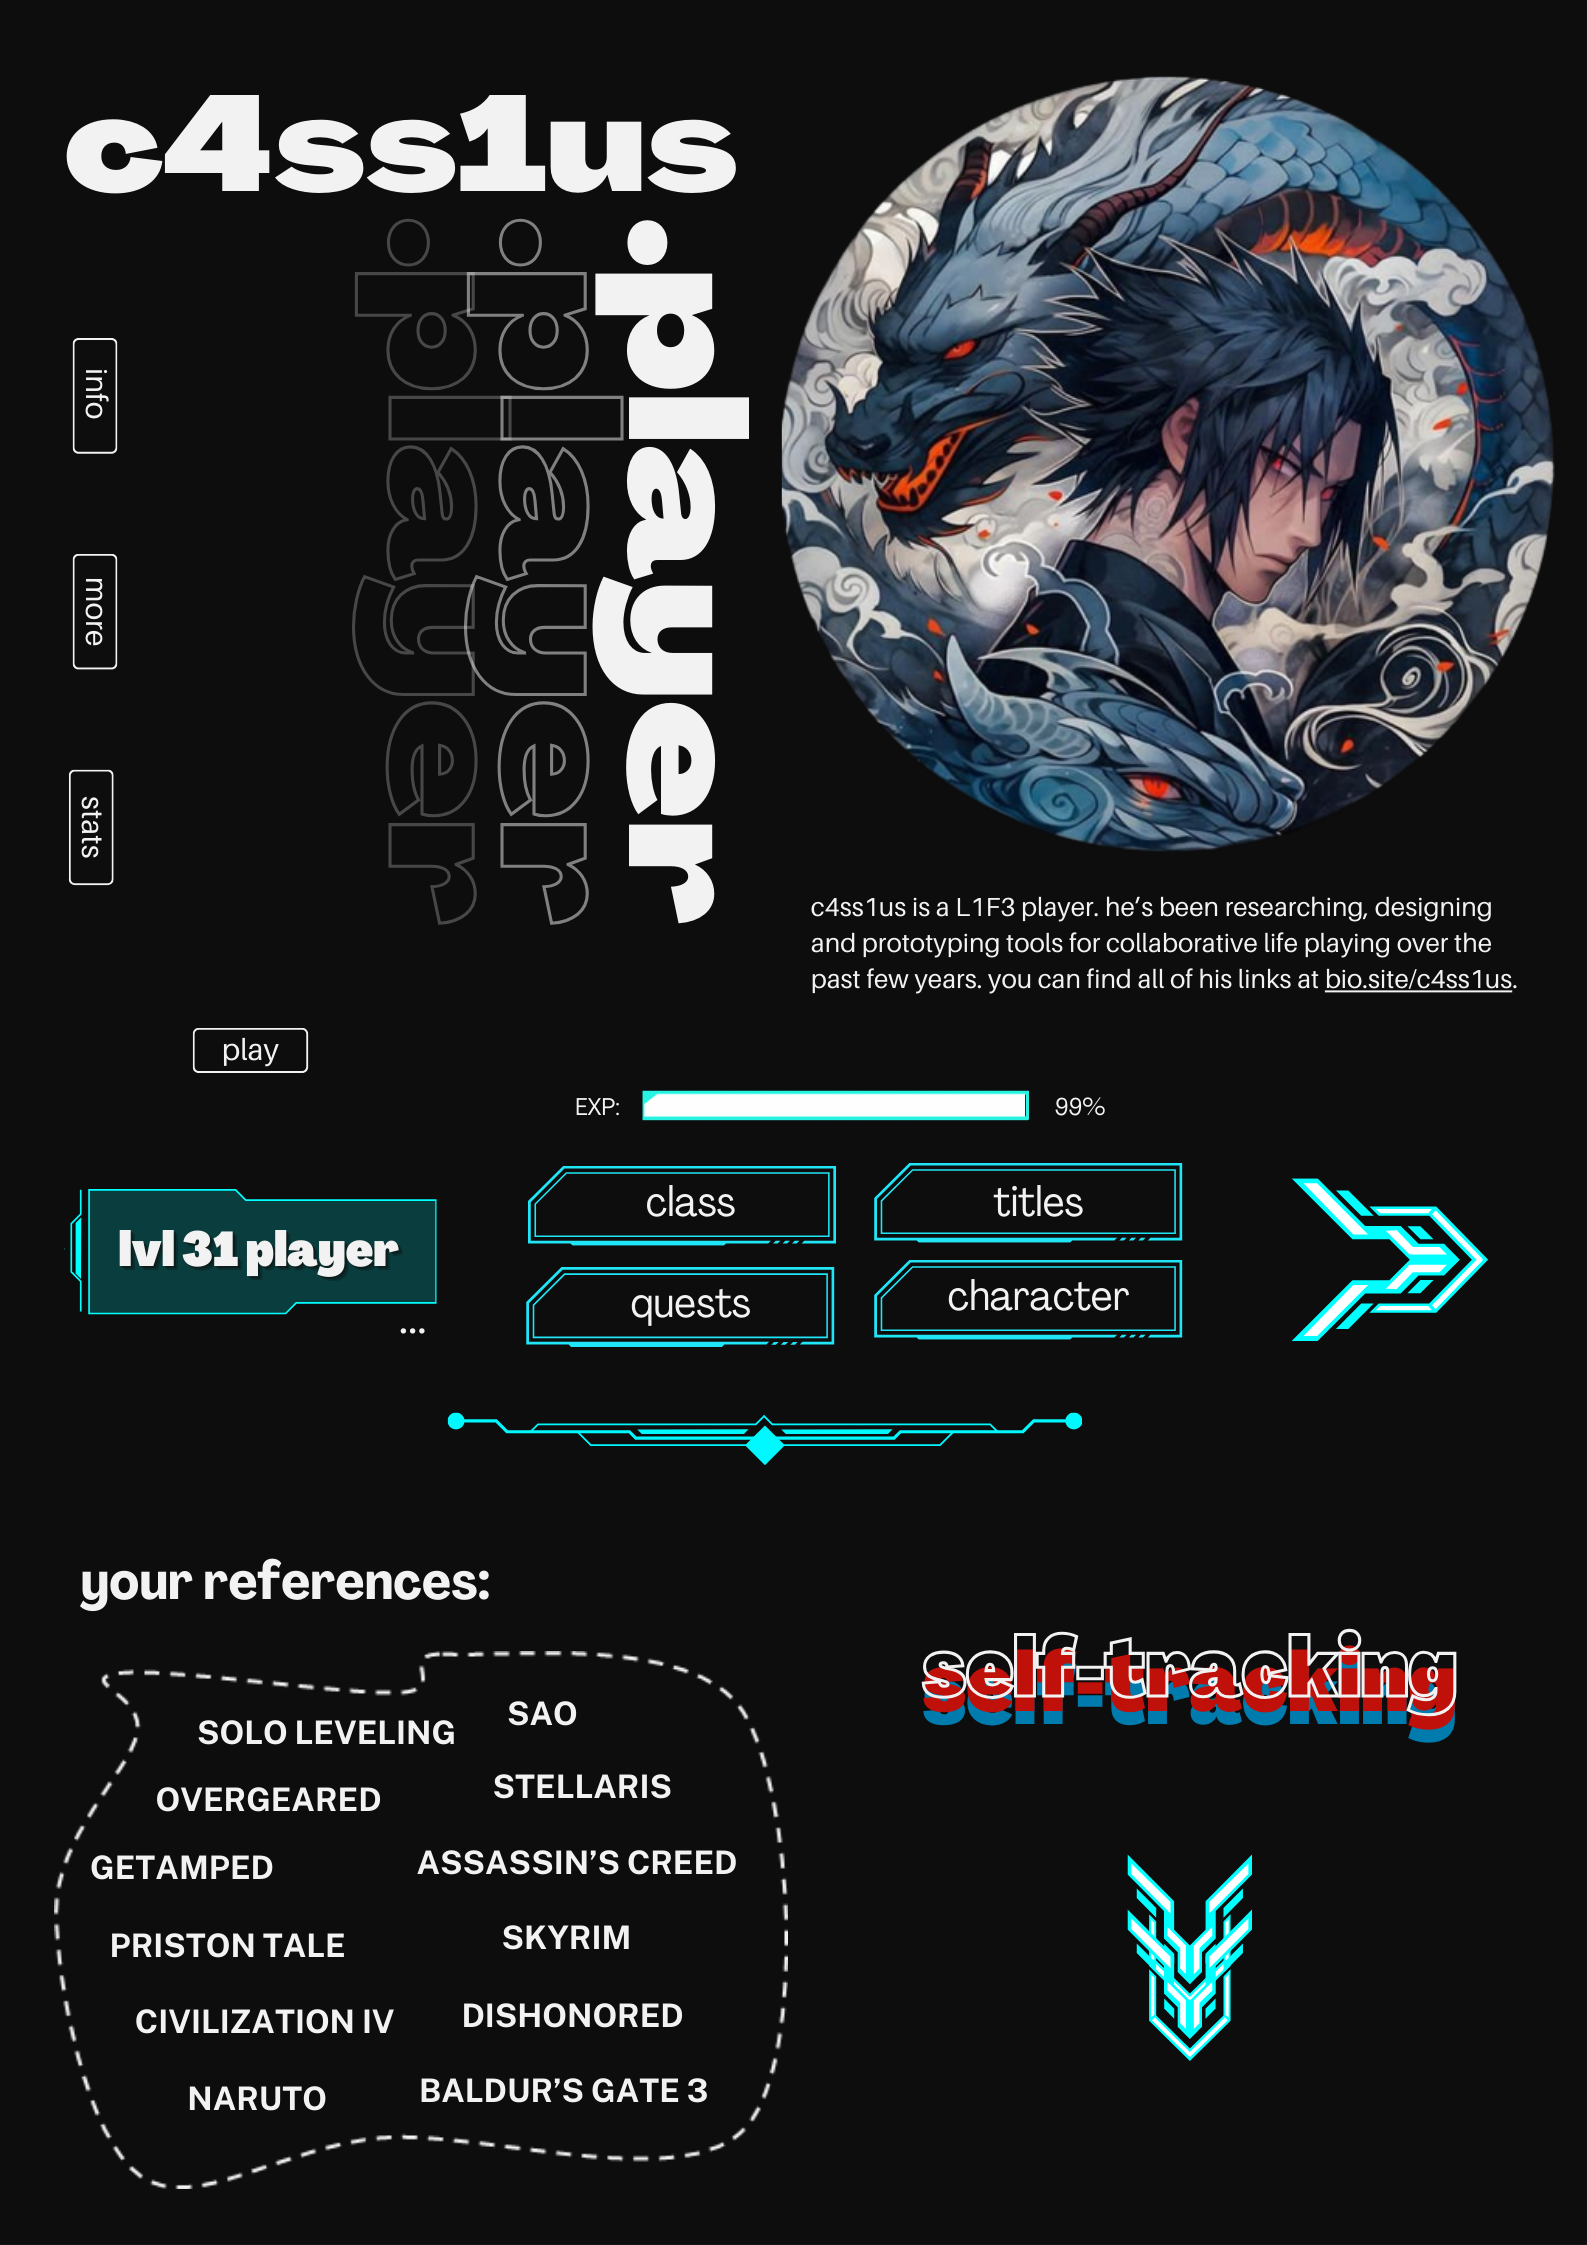 c4ss1us
:player
:player
:player
info
more
stats
c4ss1us is a L1F3 player. he’s been researching, designing
and prototyping tools for collaborative life playing over the
past few years. you can find all of his links at bio.site/c4ss1us.
play
EXP:
99%
class
titles
lvl 31 player
quests
character
...
your references:
self-tracking
SOLO LEVELING
SAO
OVERGEARED
STELLARIS
GETAMPED
ASSASSIN’S CREED
PRISTON TALE
SKYRIM
CIVILIZATION IV
DISHONORED
NARUTO
BALDUR’S GATE 3